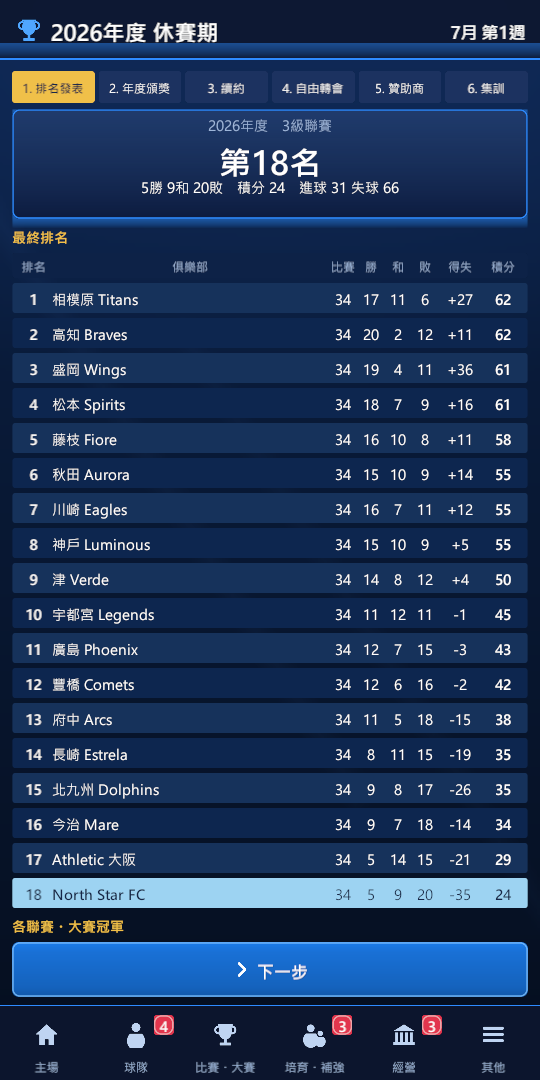 2026年度 休賽期 7月 第1週
1. 排名發表 2. 年度頒獎 3. 續約 4. 自由轉會 5. 贊助商 6. 集訓
2026年度 3級聯賽
第18名
5勝 9和 20敗 積分 24 進球 31 失球 66
最終排名
排名 俱樂部 比賽 勝 和 敗 得失 積分
1 相模原 Titans 34 17 11 6 +27 62
2 高知 Braves 34 20 2 12 +11 62
3 盛岡 Wings 34 19 4 11 +36 61
4 松本 Spirits 34 18 7 9 +16 61
5 藤枝 Fiore 34 16 10 8 +11 58
6 秋田 Aurora 34 15 10 9 +14 55
7 川崎 Eagles 34 16 7 11 +12 55
8 神戶 Luminous 34 15 10 9 +5 55
9 津 Verde 34 14 8 12 +4 50
10 宇都宮 Legends 34 11 12 11 -1 45
11 廣島 Phoenix 34 12 7 15 -3 43
12 豐橋 Comets 34 12 6 16 -2 42
13 府中 Arcs 34 11 5 18 -15 38
14 長崎 Estrela 34 8 11 15 -19 35
15 北九州 Dolphins 34 9 8 17 -26 35
16 今治 Mare 34 9 7 18 -14 34
17 Athletic 大阪 34 5 14 15 -21 29
18 North Star FC 34 5 9 20 -35 24
各聯賽・大賽冠軍
下一步
4 3 3
主場 球隊 比賽・大賽 培育・補強 經營 其他